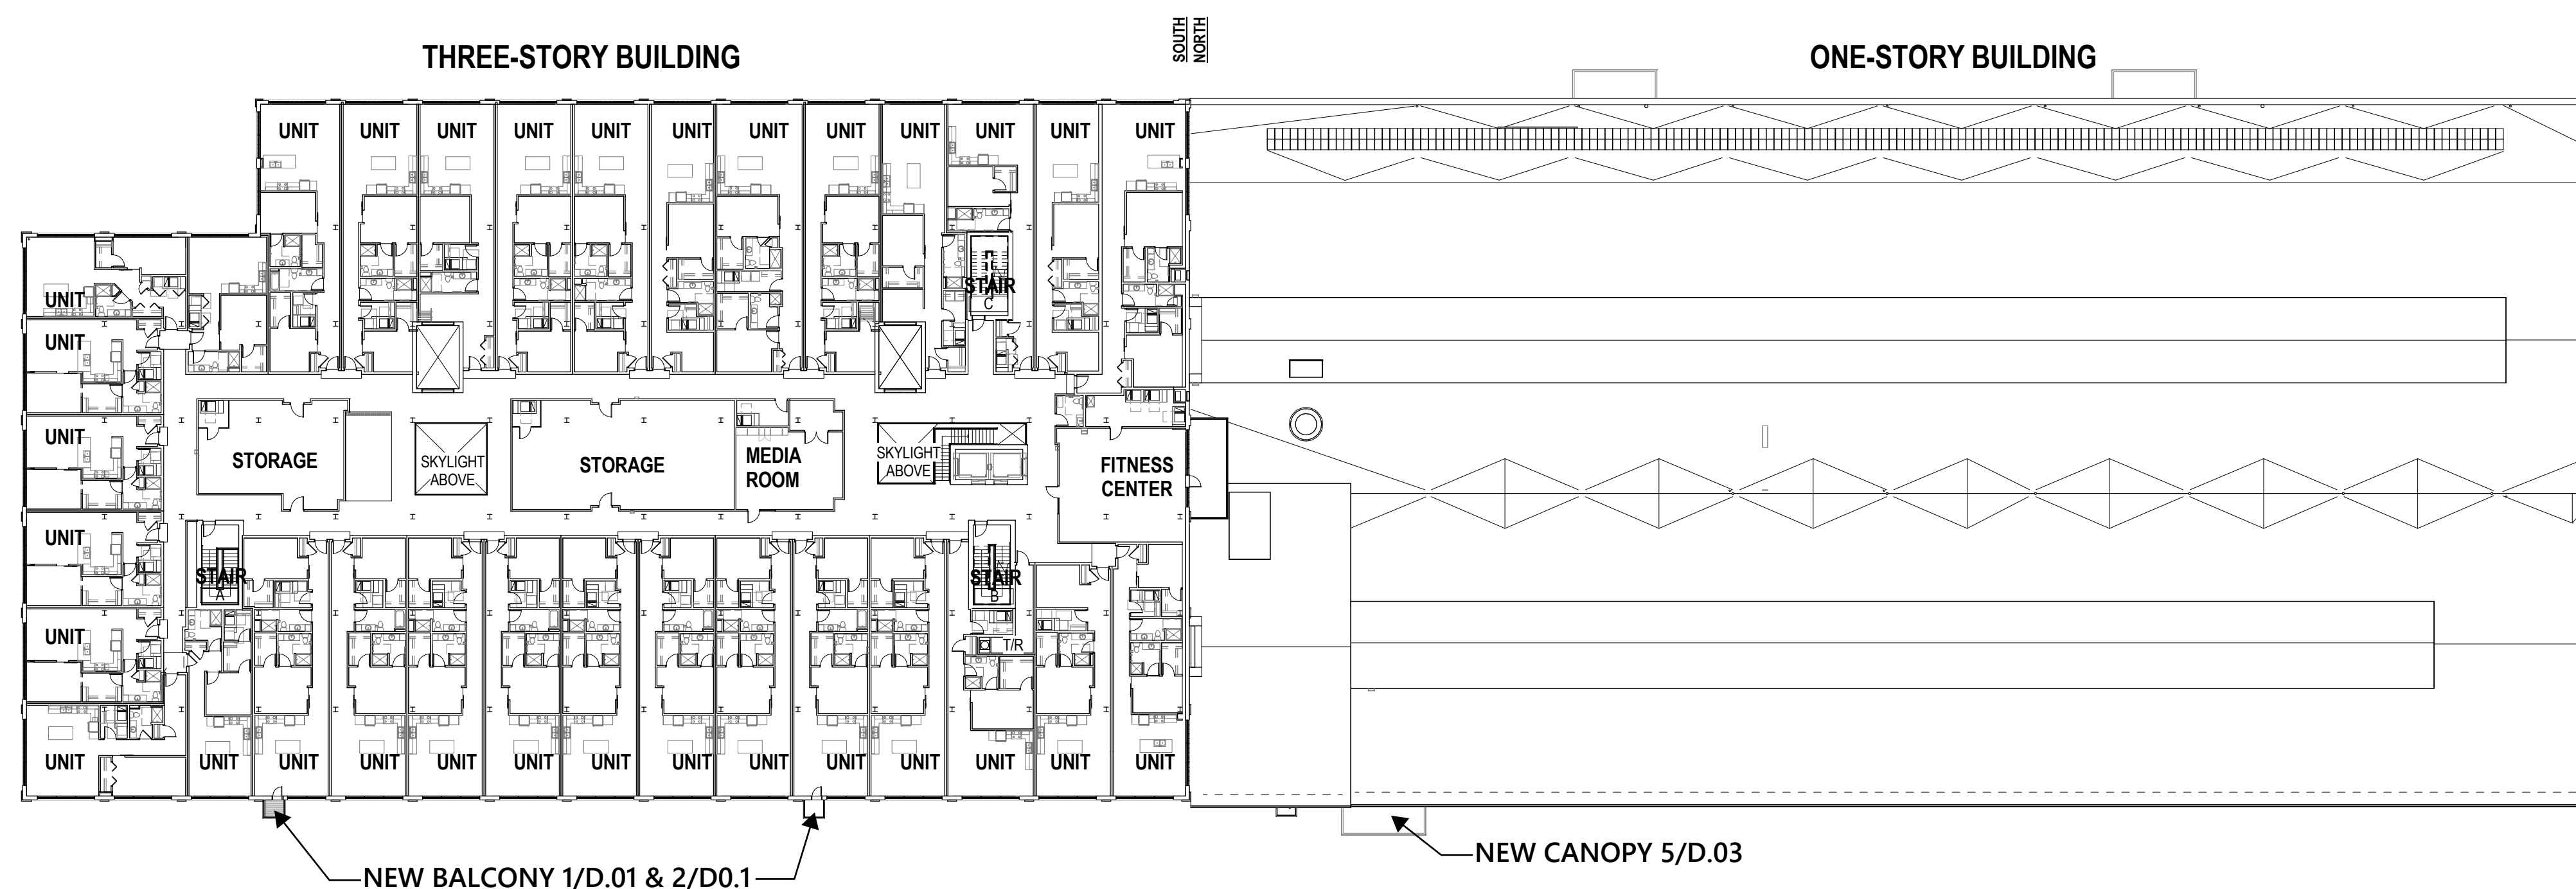 SOUTH
NORTH
THREE-STORY BUILDING
ONE-STORY BUILDING
UNIT UNIT UNIT UNIT UNIT UNIT UNIT UNIT UNIT UNIT UNIT UNIT
STAIR
C
UNIT
UNIT
UNIT
UNIT
UNIT
UNIT
STORAGE
SKYLIGHT
ABOVE
STORAGE
MEDIA
ROOM
SKYLIGHT
ABOVE
FITNESS
CENTER
STAIR
A
STAIR
B
T/R
UNIT UNIT UNIT UNIT UNIT UNIT UNIT UNIT UNIT UNIT UNIT UNIT UNIT
NEW BALCONY 1/D.01 & 2/D0.1
NEW CANOPY 5/D.03